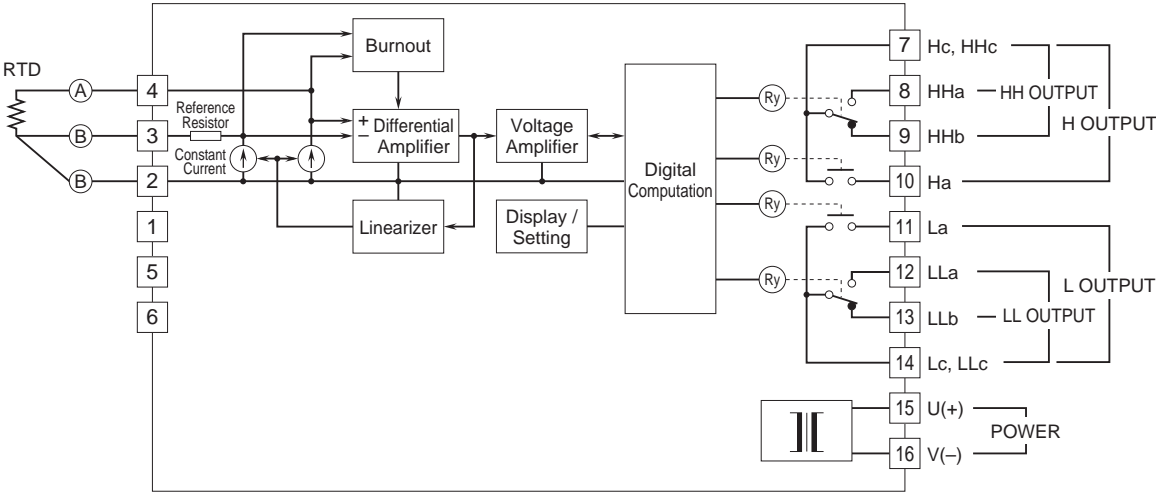 RTD
A
B
B
4
3
2
1
5
6
Reference
Resistor
Constant
Current
Burnout
+
–
Differential
Amplifier
Linearizer
Voltage
Amplifier
Display /
Setting
Digital
Computation
Ry
Ry
Ry
Ry
7 Hc, HHc
8 HHa
9 HHb
10 Ha
HH OUTPUT
H OUTPUT
11 La
12 LLa
13 LLb
14 Lc, LLc
LL OUTPUT
L OUTPUT
15 U(+)
16 V(–)
POWER